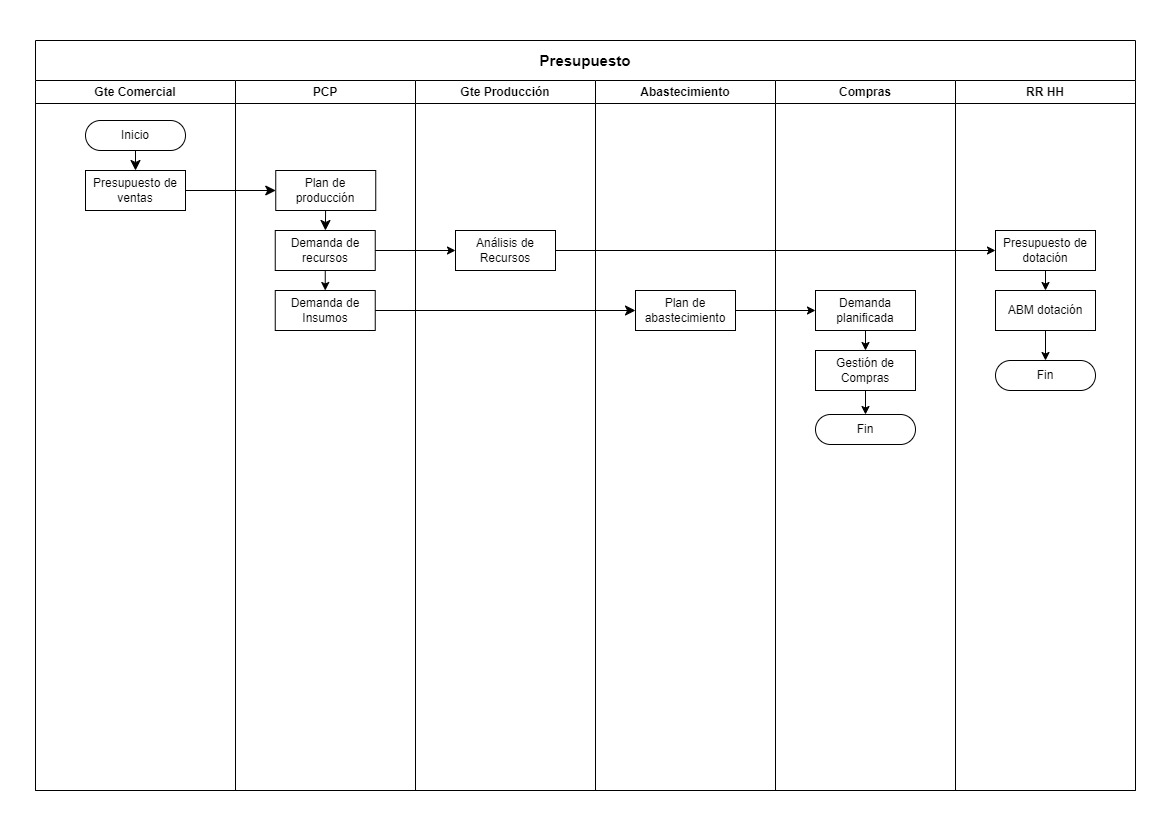 Presupuesto
Gte Comercial
PCP
Gte Producción
Abastecimiento
Compras
RR HH
Inicio
Presupuesto de
ventas
Plan de
producción
Demanda de
recursos
Análisis de
Recursos
Presupuesto de
dotación
Demanda de
Insumos
Plan de
abastecimiento
Demanda
planificada
ABM dotación
Gestión de
Compras
Fin
Fin